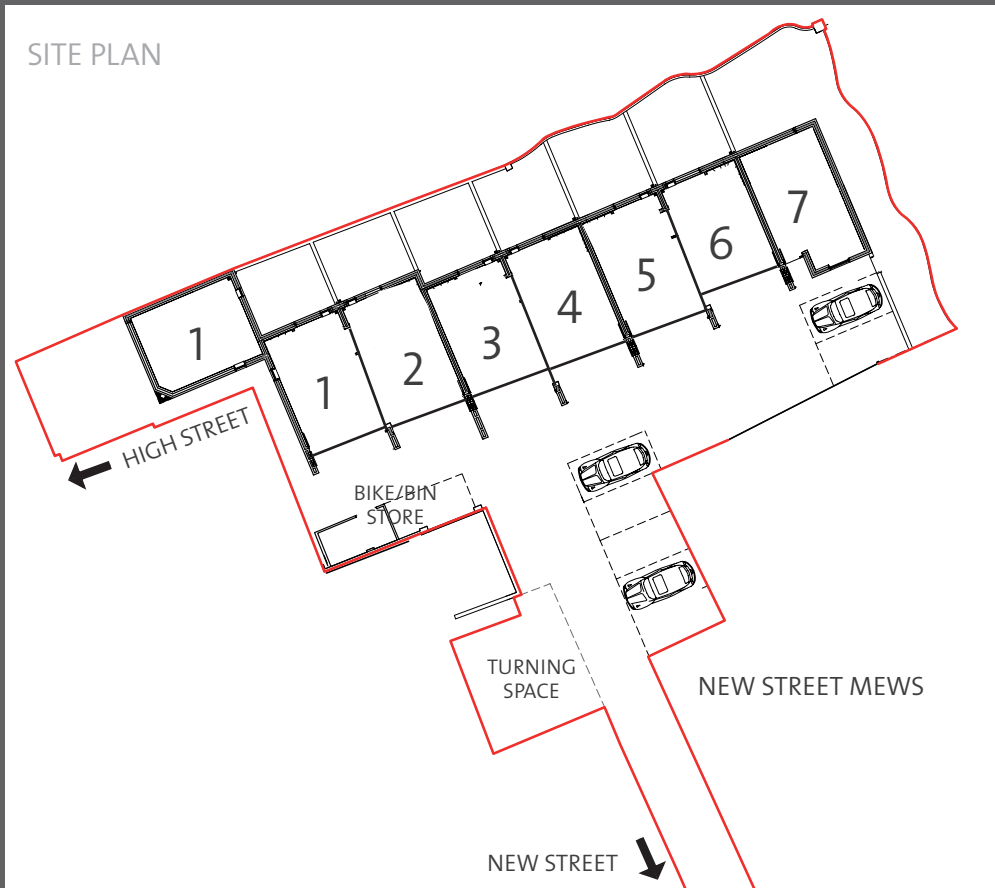 SITE PLAN
7
6
5
4
3
2
1
1
HIGH STREET
BIKE/BIN
STORE
TURNING
SPACE
NEW STREET MEWS
NEW STREET